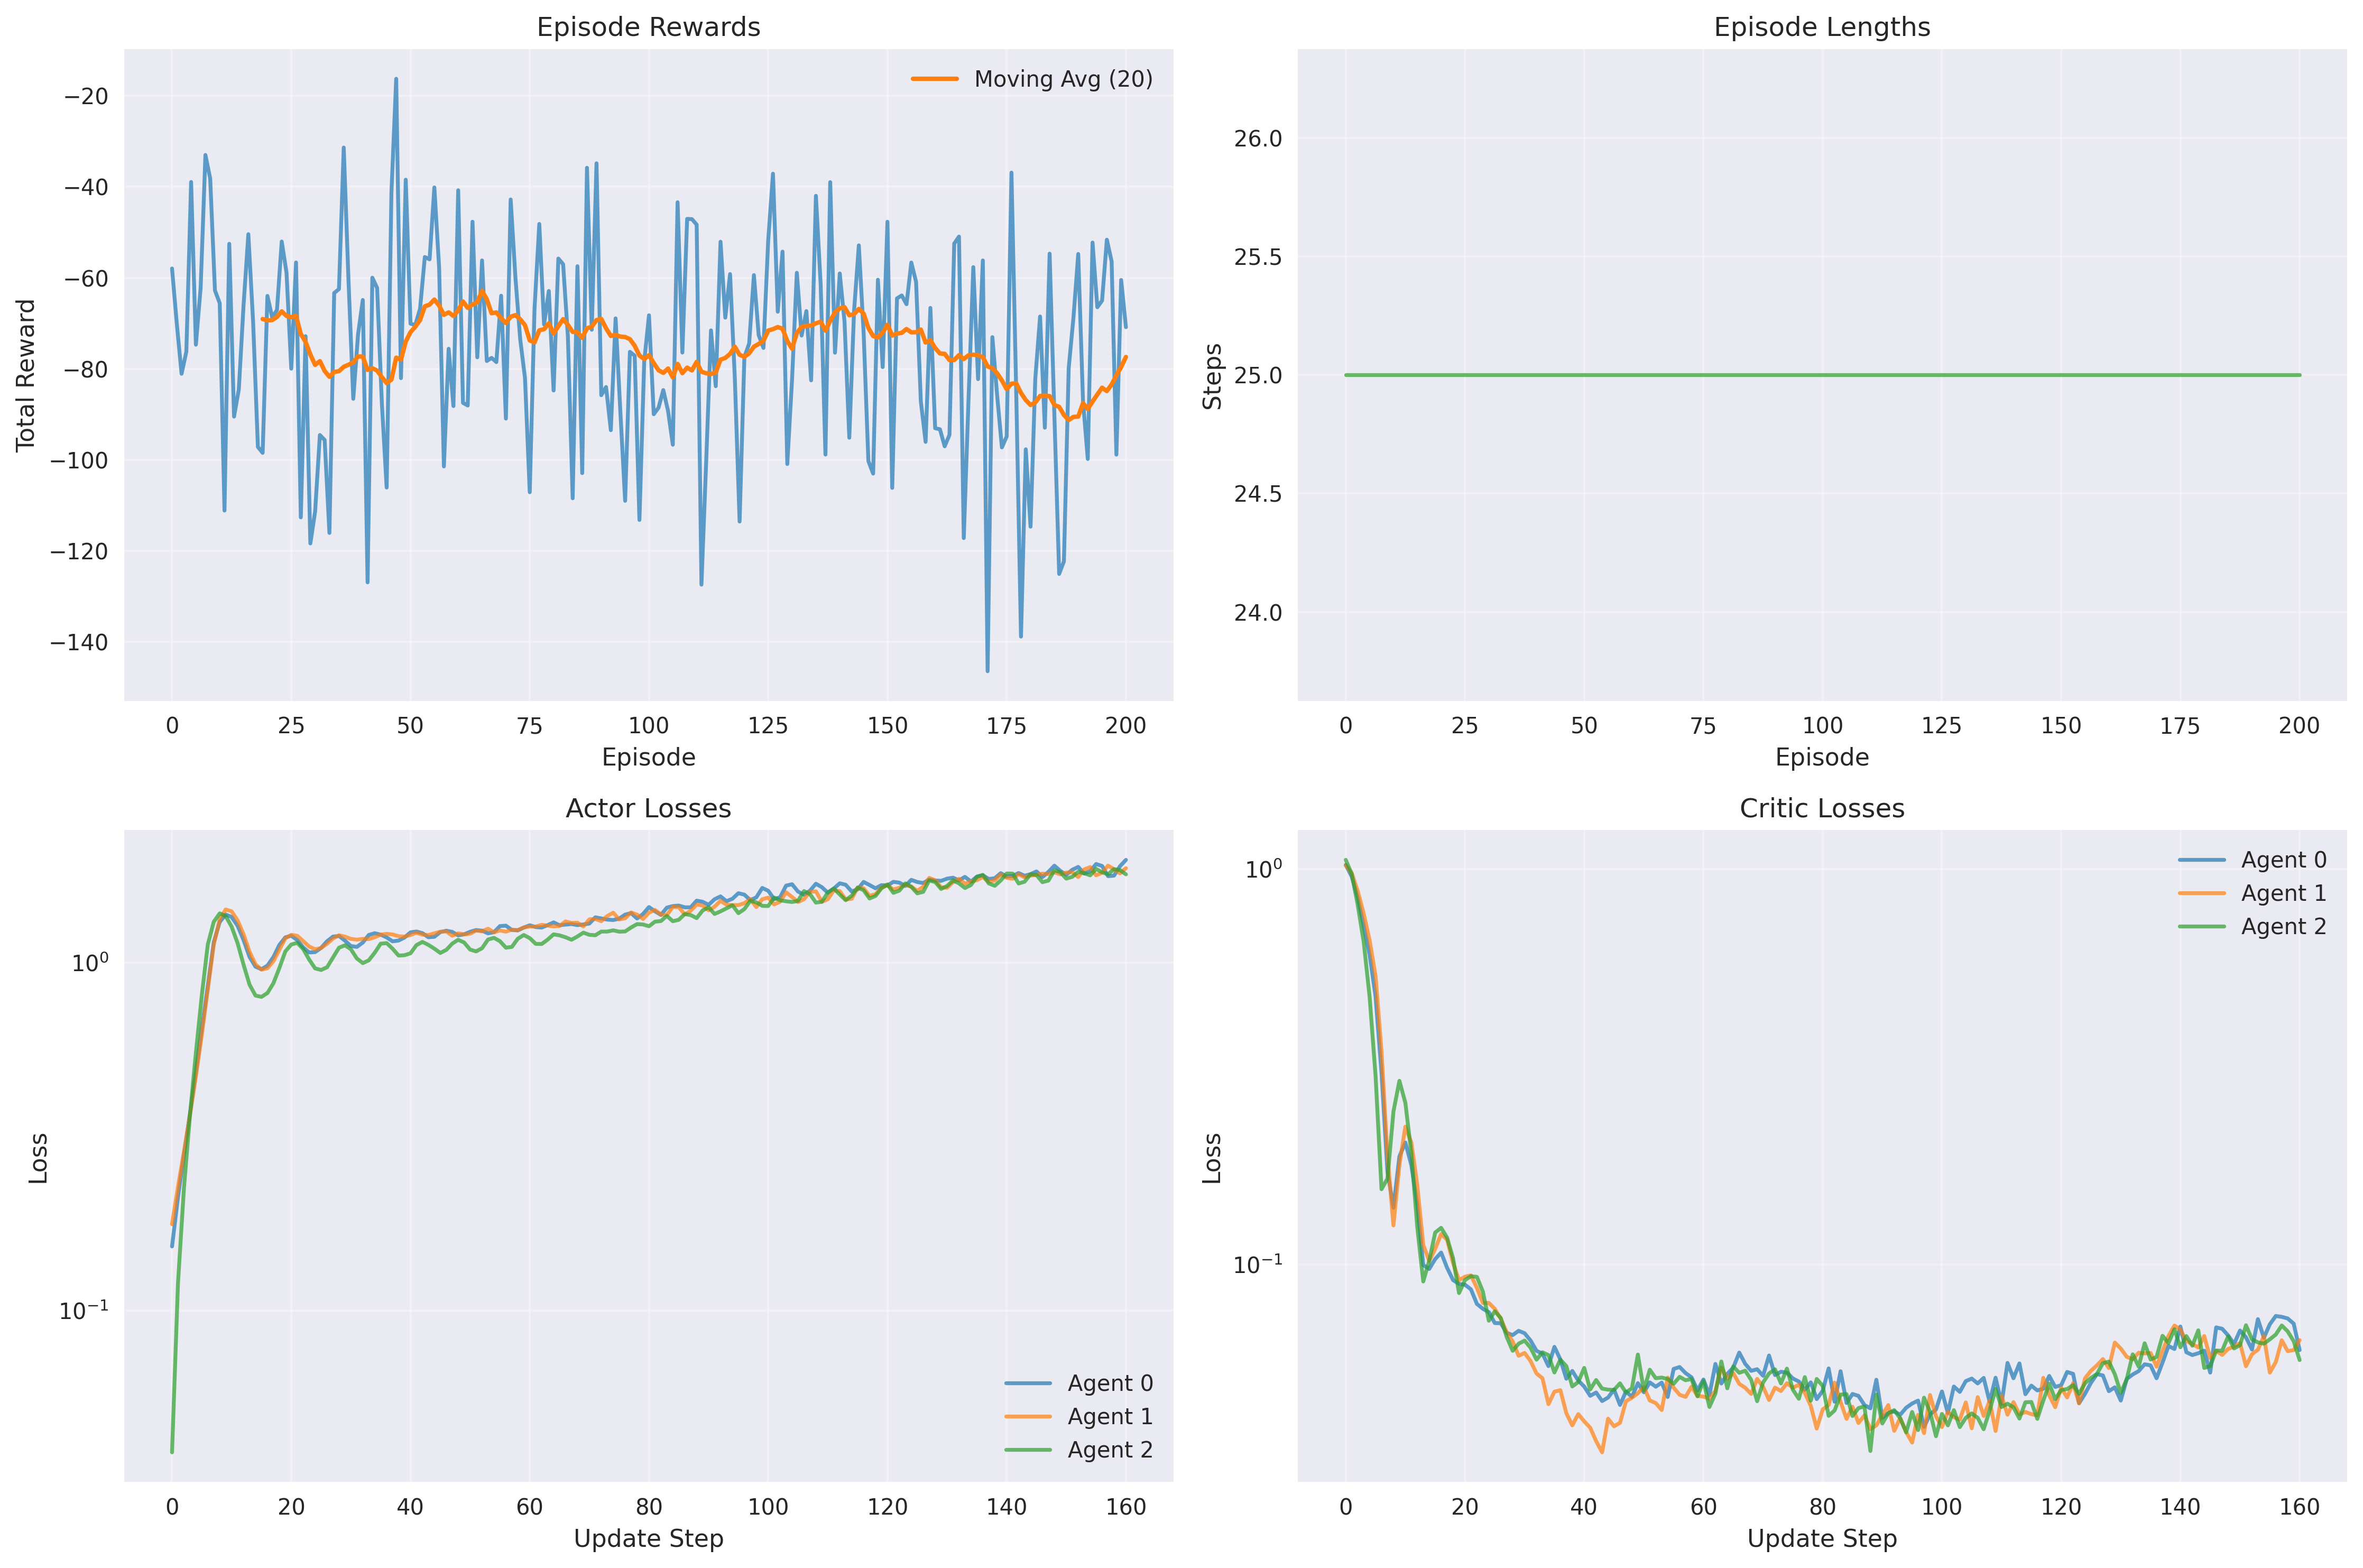 Episode Rewards
Total Reward
−20
−40
−60
−80
−100
−120
−140
Moving Avg (20)
0 25 50 75 100 125 150 175 200
Episode
Episode Lengths
Steps
26.0
25.5
25.0
24.5
24.0
0 25 50 75 100 125 150 175 200
Episode
Actor Losses
Loss
10⁰
10⁻¹
Agent 0
Agent 1
Agent 2
0 20 40 60 80 100 120 140 160
Update Step
Critic Losses
Loss
10⁰
10⁻¹
Agent 0
Agent 1
Agent 2
0 20 40 60 80 100 120 140 160
Update Step